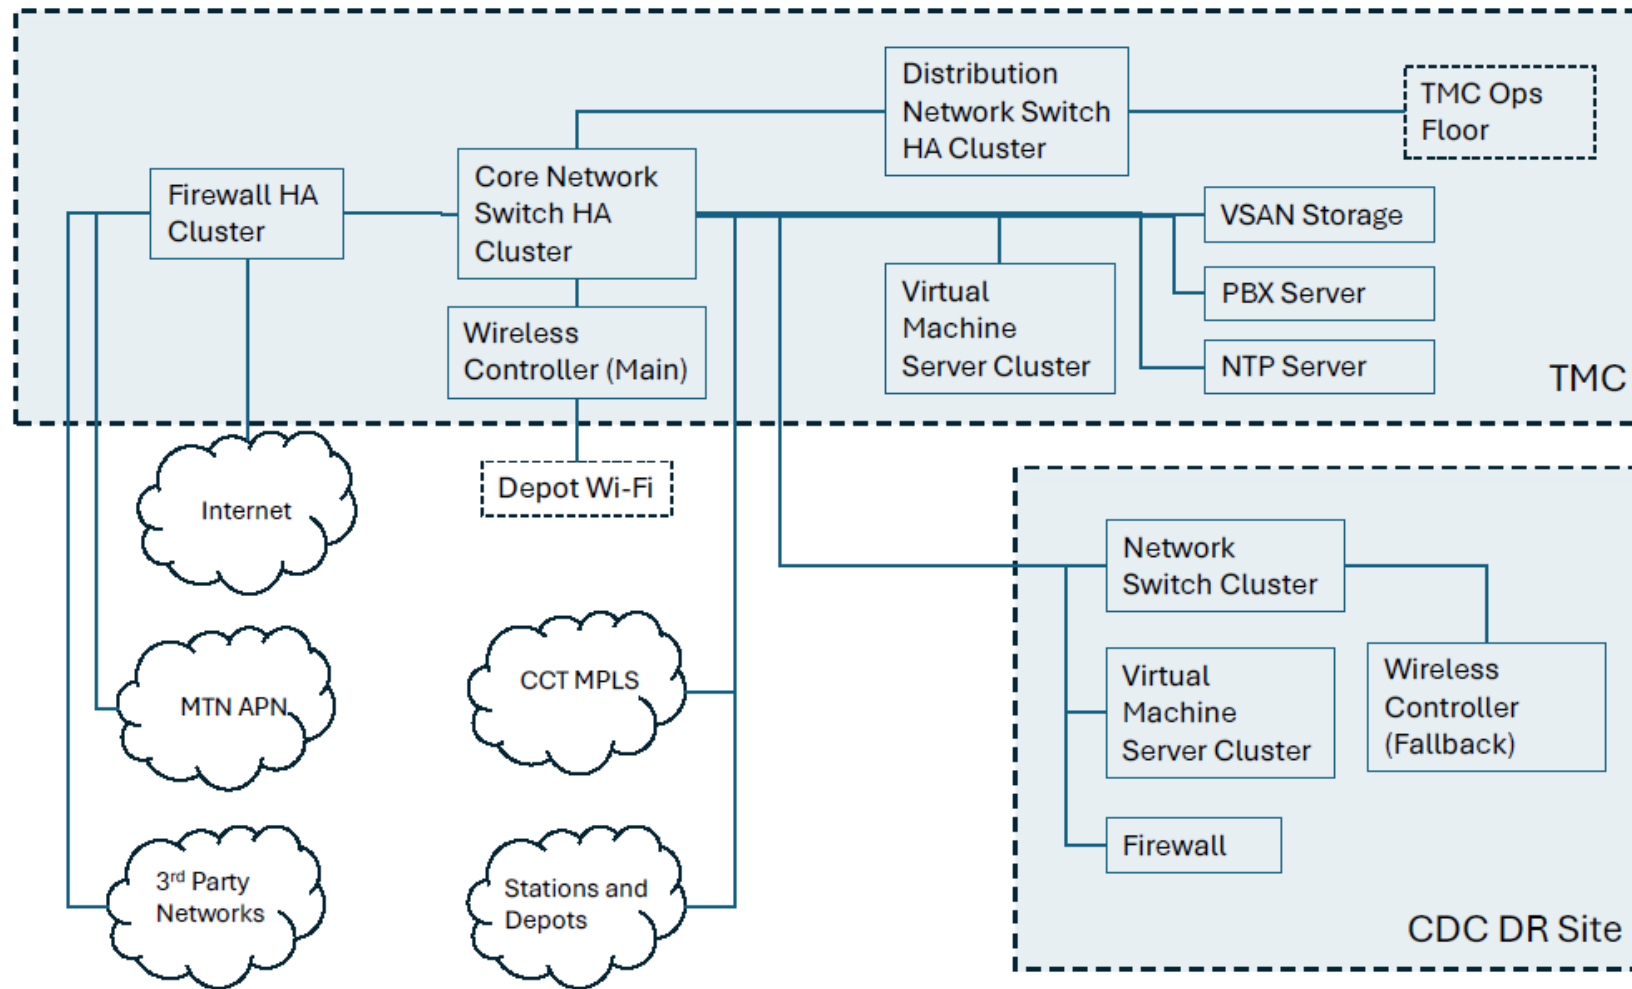 Distribution
Network Switch
HA Cluster
TMC Ops
Floor
Firewall HA
Cluster
Core Network
Switch HA
Cluster
VSAN Storage
Virtual
Machine
Server Cluster
PBX Server
Wireless
Controller (Main)
NTP Server
TMC
Internet
Depot Wi-Fi
Network
Switch Cluster
CCT MPLS
MTN APN
Virtual
Machine
Server Cluster
Wireless
Controller
(Fallback)
Firewall
3rd Party
Networks
Stations and
Depots
CDC DR Site